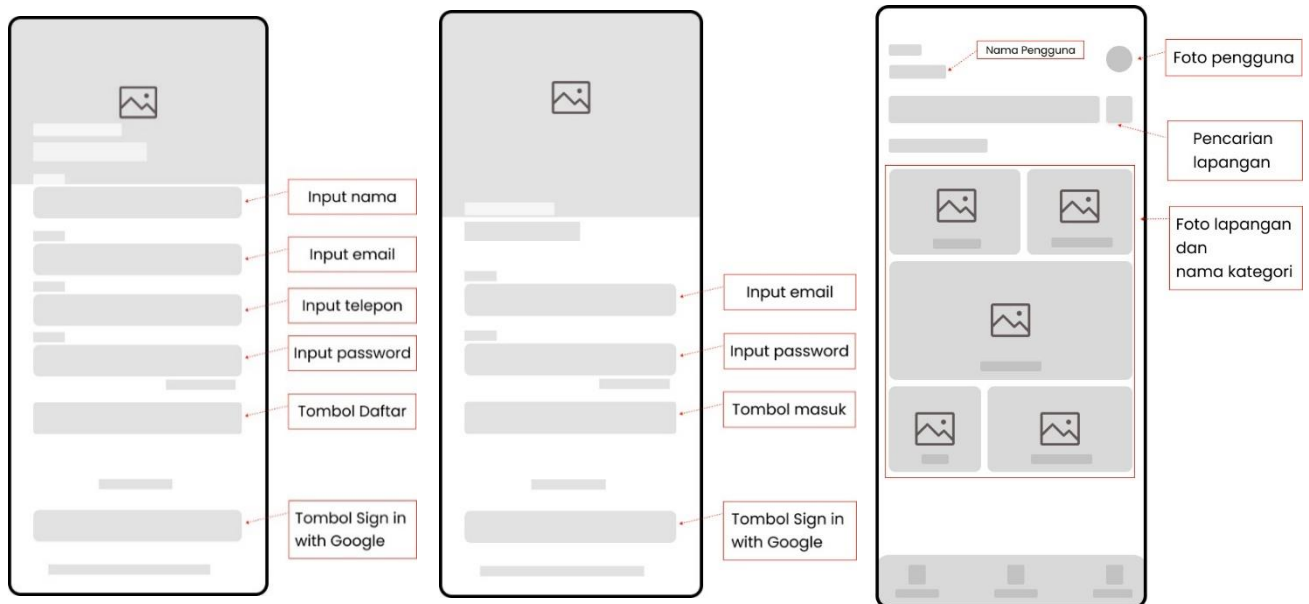 Input nama
Input email
Input telepon
Input password
Tombol Daftar
Tombol Sign in
with Google
Input email
Input password
Tombol masuk
Tombol Sign in
with Google
Nama Pengguna
Foto pengguna
Pencarian
lapangan
Foto lapangan
dan
nama kategori